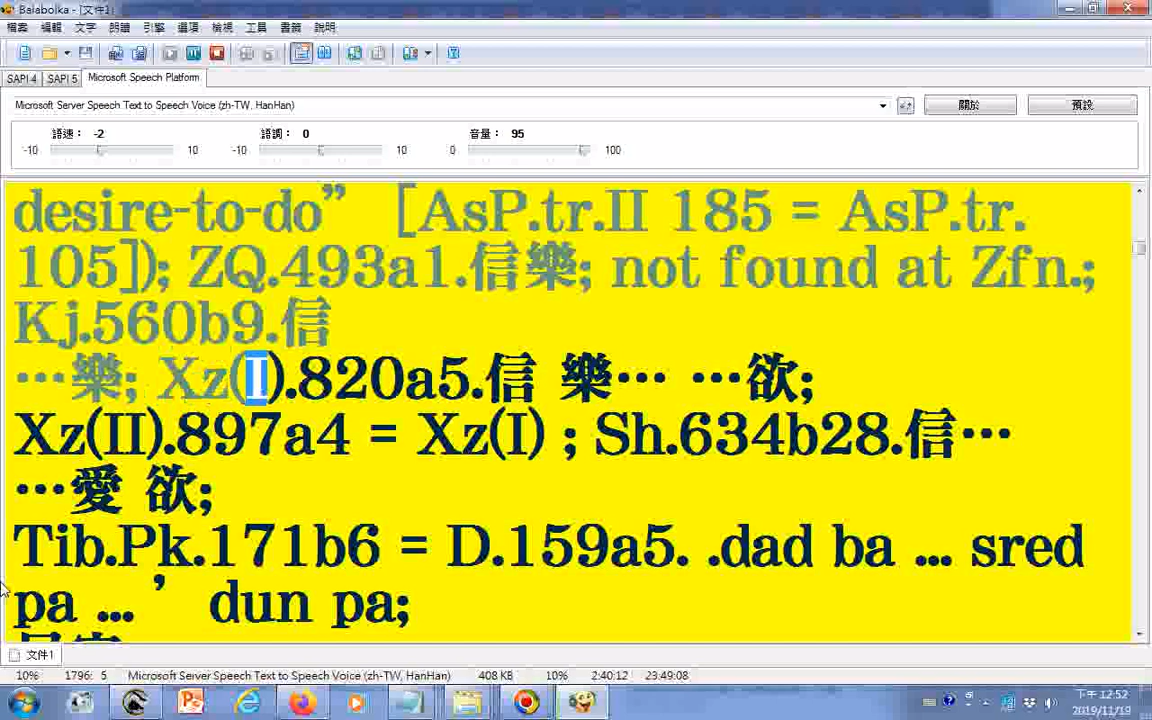 Balabolka - [文件1]
檔案 編輯 文字 朗讀 引擎 選項 檢視 工具 書籤 說明
SAPI 4 SAPI 5 Microsoft Speech Platform
Microsoft Server Speech Text to Speech Voice (zh-TW, HanHan) 關於 預設
語速： -2 語調： 0 音量： 95
-10 10 -10 10 0 100
desire-to-do” [AsP.tr.II 185 = AsP.tr.
105]); ZQ.493a1.信樂; not found at Zfn.;
Kj.560b9.信
…樂; Xz(I).820a5.信 樂… …欲;
Xz(II).897a4 = Xz(I) ; Sh.634b28.信…
…愛 欲;
Tib.Pk.171b6 = D.159a5. .dad ba ... sred
pa ... ’ dun pa;
文件1
10% 1796: 5 Microsoft Server Speech Text to Speech Voice (zh-TW, HanHan) 408 KB 10% 2:40:12 23:49:08
下午 12:52
2019/11/19